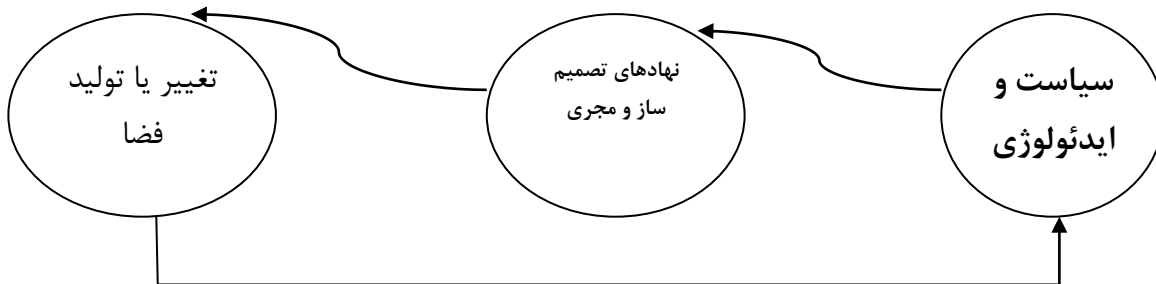 سیاست و
ایدئولوژی
نهادهای تصمیم
ساز و مجری
تغییر یا تولید
فضا